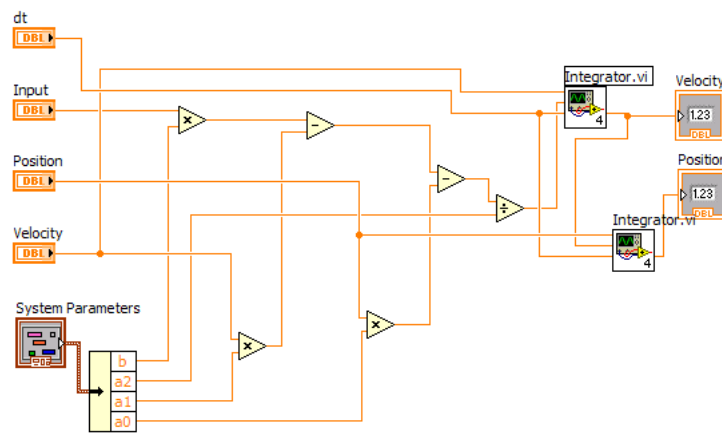 dt
DBL
Input
DBL
Position
DBL
Velocity
DBL
System Parameters
b
a2
a1
a0
Integrator.vi
4
Velocity
1.23
DBL
Position
1.23
DBL
Integrator.vi
4